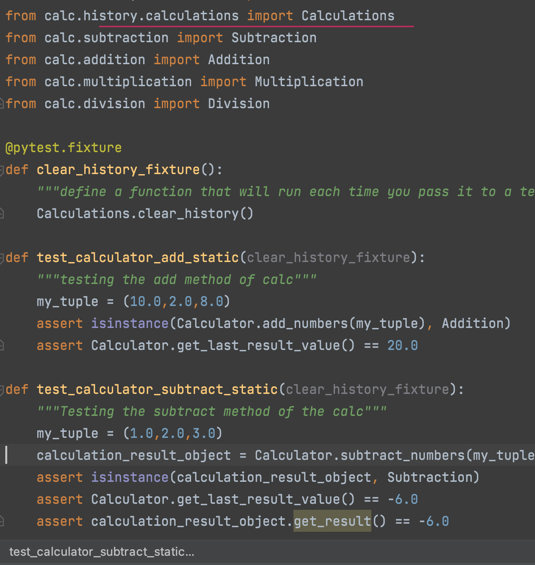 from calc.history.calculations import Calculations
from calc.subtraction import Subtraction
from calc.addition import Addition
from calc.multiplication import Multiplication
from calc.division import Division
@pytest.fixture
def clear_history_fixture():
"""define a function that will run each time you pass it to a te
Calculations.clear_history()
def test_calculator_add_static(clear_history_fixture):
"""testing the add method of calc"""
my_tuple = (10.0,2.0,8.0)
assert isinstance(Calculator.add_numbers(my_tuple), Addition)
assert Calculator.get_last_result_value() == 20.0
def test_calculator_subtract_static(clear_history_fixture):
"""Testing the subtract method of the calc"""
my_tuple = (1.0,2.0,3.0)
calculation_result_object = Calculator.subtract_numbers(my_tuple
assert isinstance(calculation_result_object, Subtraction)
assert Calculator.get_last_result_value() == -6.0
assert calculation_result_object.get_result() == -6.0
test_calculator_subtract_static...